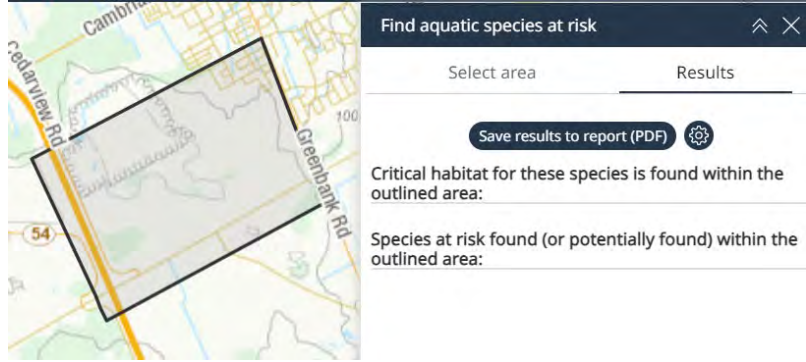 Cambri
Cedarview Rd
Greenbank Rd
100
54
Find aquatic species at risk
Select area
Results
Save results to report (PDF)
Critical habitat for these species is found within the
outlined area:
Species at risk found (or potentially found) within the
outlined area: